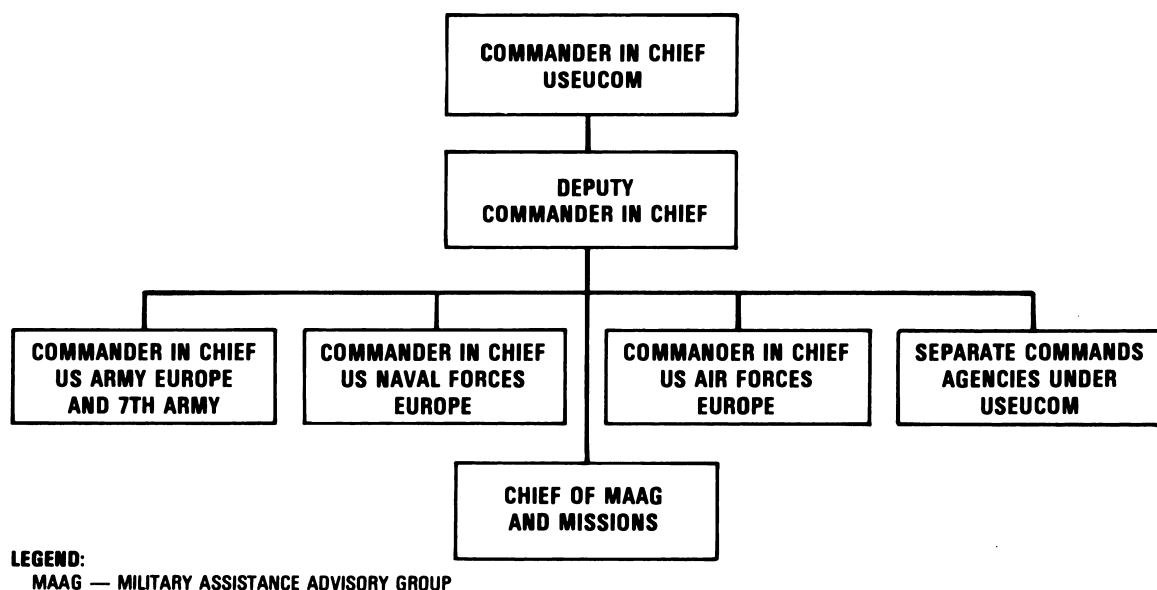 COMMANDER IN CHIEF
USEUCOM
DEPUTY
COMMANDER IN CHIEF
COMMANDER IN CHIEF
US ARMY EUROPE
AND 7TH ARMY
COMMANDER IN CHIEF
US NAVAL FORCES
EUROPE
COMMANOER IN CHIEF
US AIR FORCES
EUROPE
SEPARATE COMMANDS
AGENCIES UNDER
USEUCOM
CHIEF OF MAAG
AND MISSIONS
LEGEND:
MAAG — MILITARY ASSISTANCE ADVISORY GROUP